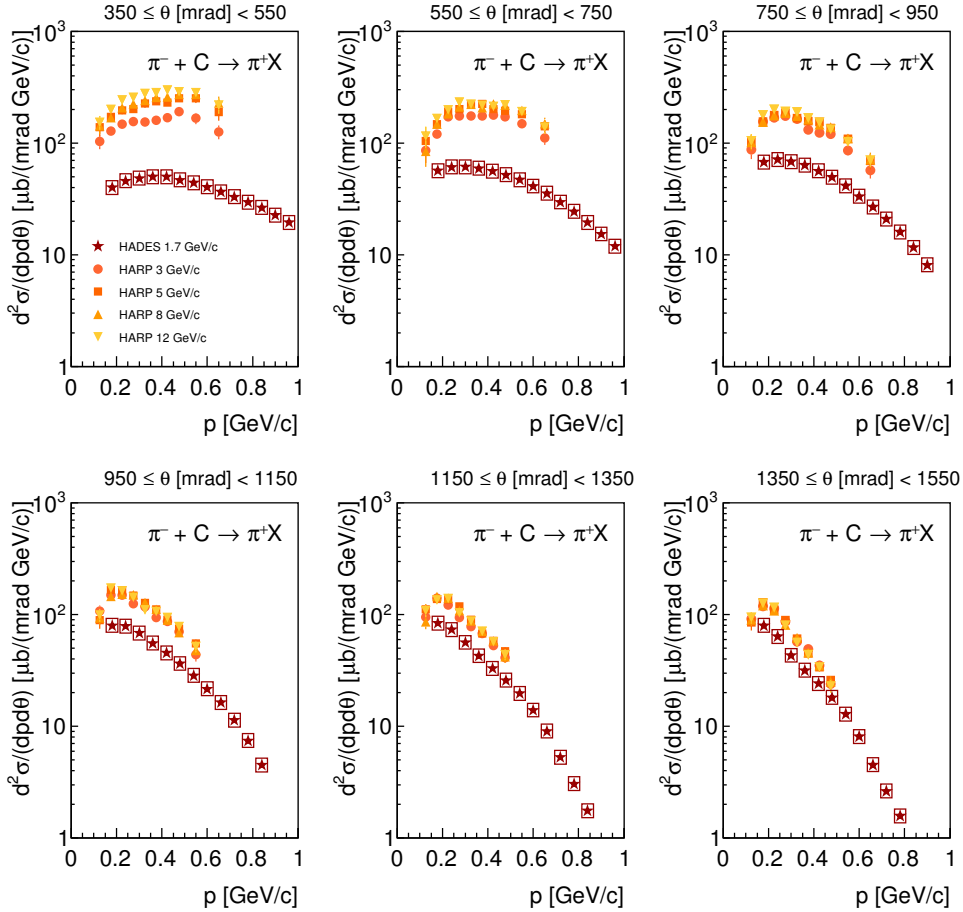 350 ≤ θ [mrad] < 550
d²σ/(dpdθ) [μb/(mrad GeV/c)]
π⁻ + C → π⁺X
10³
10²
10
1
HADES 1.7 GeV/c
HARP 3 GeV/c
HARP 5 GeV/c
HARP 8 GeV/c
HARP 12 GeV/c
0 0.2 0.4 0.6 0.8 1
p [GeV/c]
550 ≤ θ [mrad] < 750
d²σ/(dpdθ) [μb/(mrad GeV/c)]
π⁻ + C → π⁺X
10³
10²
10
1
0 0.2 0.4 0.6 0.8 1
p [GeV/c]
750 ≤ θ [mrad] < 950
d²σ/(dpdθ) [μb/(mrad GeV/c)]
π⁻ + C → π⁺X
10³
10²
10
1
0 0.2 0.4 0.6 0.8 1
p [GeV/c]
950 ≤ θ [mrad] < 1150
d²σ/(dpdθ) [μb/(mrad GeV/c)]
π⁻ + C → π⁺X
10³
10²
10
1
0 0.2 0.4 0.6 0.8 1
p [GeV/c]
1150 ≤ θ [mrad] < 1350
d²σ/(dpdθ) [μb/(mrad GeV/c)]
π⁻ + C → π⁺X
10³
10²
10
1
0 0.2 0.4 0.6 0.8 1
p [GeV/c]
1350 ≤ θ [mrad] < 1550
d²σ/(dpdθ) [μb/(mrad GeV/c)]
π⁻ + C → π⁺X
10³
10²
10
1
0 0.2 0.4 0.6 0.8 1
p [GeV/c]